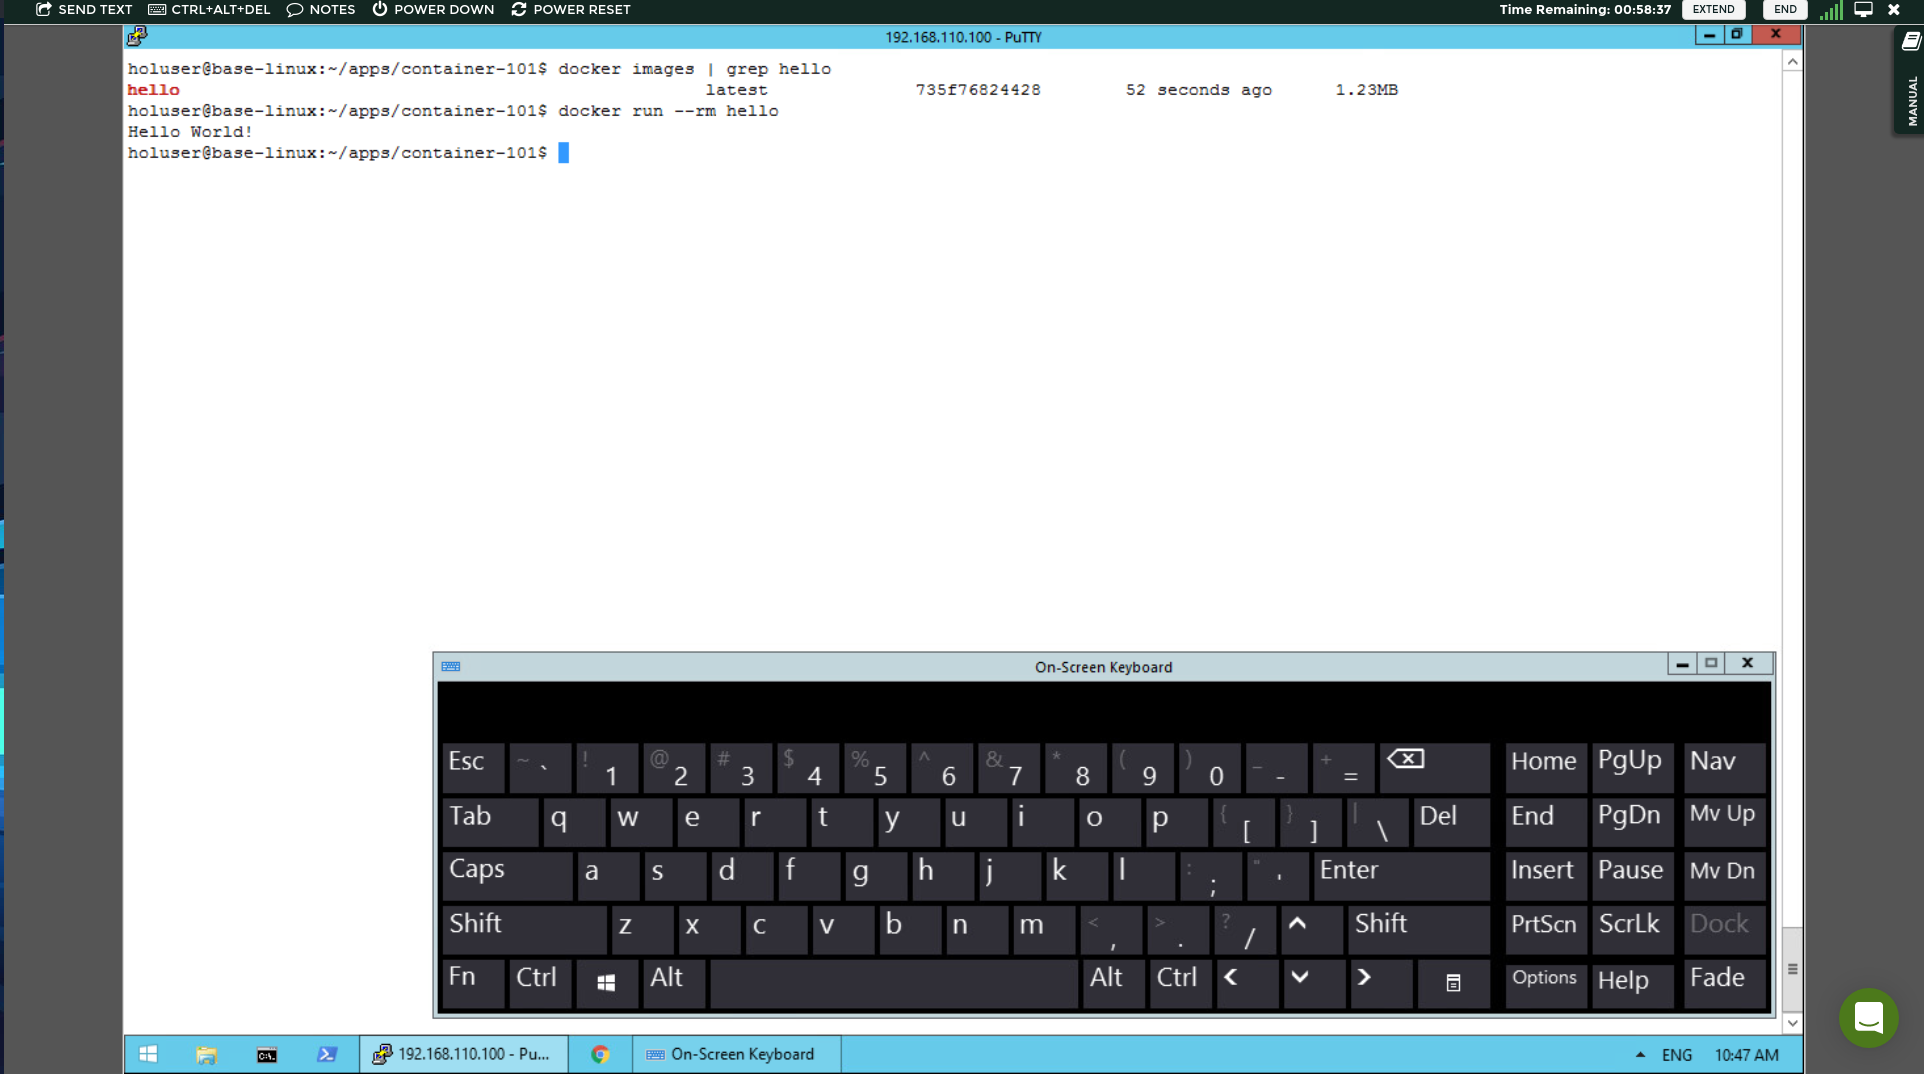 SEND TEXT CTRL+ALT+DEL NOTES POWER DOWN POWER RESET Time Remaining: 00:58:37 EXTEND END
192.168.110.100 - PuTTY
MANUAL
holuser@base-linux:~/apps/container-101$ docker images | grep hello
hello latest 735f76824428 52 seconds ago 1.23MB
holuser@base-linux:~/apps/container-101$ docker run --rm hello
Hello World!
holuser@base-linux:~/apps/container-101$
On-Screen Keyboard
Esc ~ ` ! 1 @ 2 # 3 $ 4 % 5 ^ 6 & 7 * 8 ( 9 ) 0 _ - + = Home PgUp Nav
Tab q w e r t y u i o p { [ } ] | \ Del End PgDn Mv Up
Caps a s d f g h j k l : ; " ' Enter Insert Pause Mv Dn
Shift z x c v b n m < , > . ? / Shift PrtScn ScrLk Dock
Fn Ctrl Alt Alt Ctrl Options Help Fade
C:\. 192.168.110.100 - Pu... On-Screen Keyboard ENG 10:47 AM